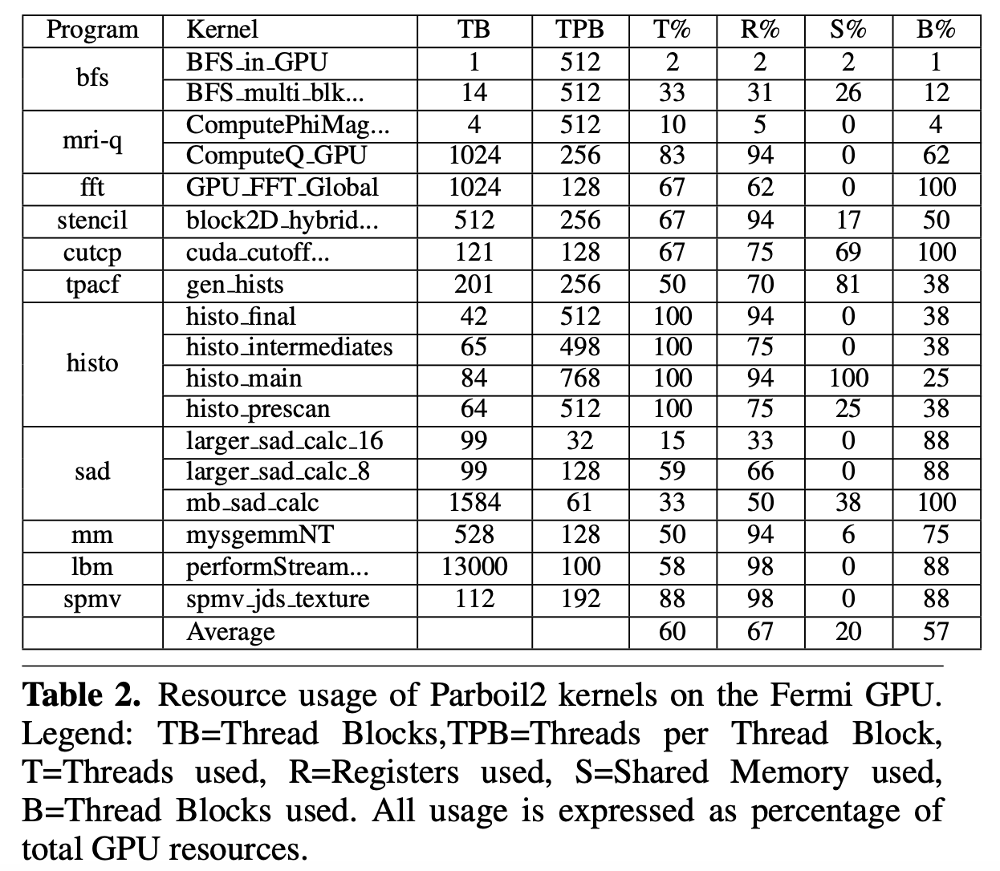 Program Kernel TB TPB T% R% S% B%
bfs BFS_in_GPU 1 512 2 2 2 1
BFS_multi_blk... 14 512 33 31 26 12
mri-q ComputePhiMag... 4 512 10 5 0 4
ComputeQ_GPU 1024 256 83 94 0 62
fft GPU_FFT_Global 1024 128 67 62 0 100
stencil block2D_hybrid... 512 256 67 94 17 50
cutcp cuda_cutoff... 121 128 67 75 69 100
tpacf gen_hists 201 256 50 70 81 38
histo histo_final 42 512 100 94 0 38
histo_intermediates 65 498 100 75 0 38
histo_main 84 768 100 94 100 25
histo_prescan 64 512 100 75 25 38
sad larger_sad_calc_16 99 32 15 33 0 88
larger_sad_calc_8 99 128 59 66 0 88
mb_sad_calc 1584 61 33 50 38 100
mm mysgemmNT 528 128 50 94 6 75
lbm performStream... 13000 100 58 98 0 88
spmv spmv_jds_texture 112 192 88 98 0 88
Average 60 67 20 57
Table 2. Resource usage of Parboil2 kernels on the Fermi GPU.
Legend: TB=Thread Blocks,TPB=Threads per Thread Block,
T=Threads used, R=Registers used, S=Shared Memory used,
B=Thread Blocks used. All usage is expressed as percentage of
total GPU resources.